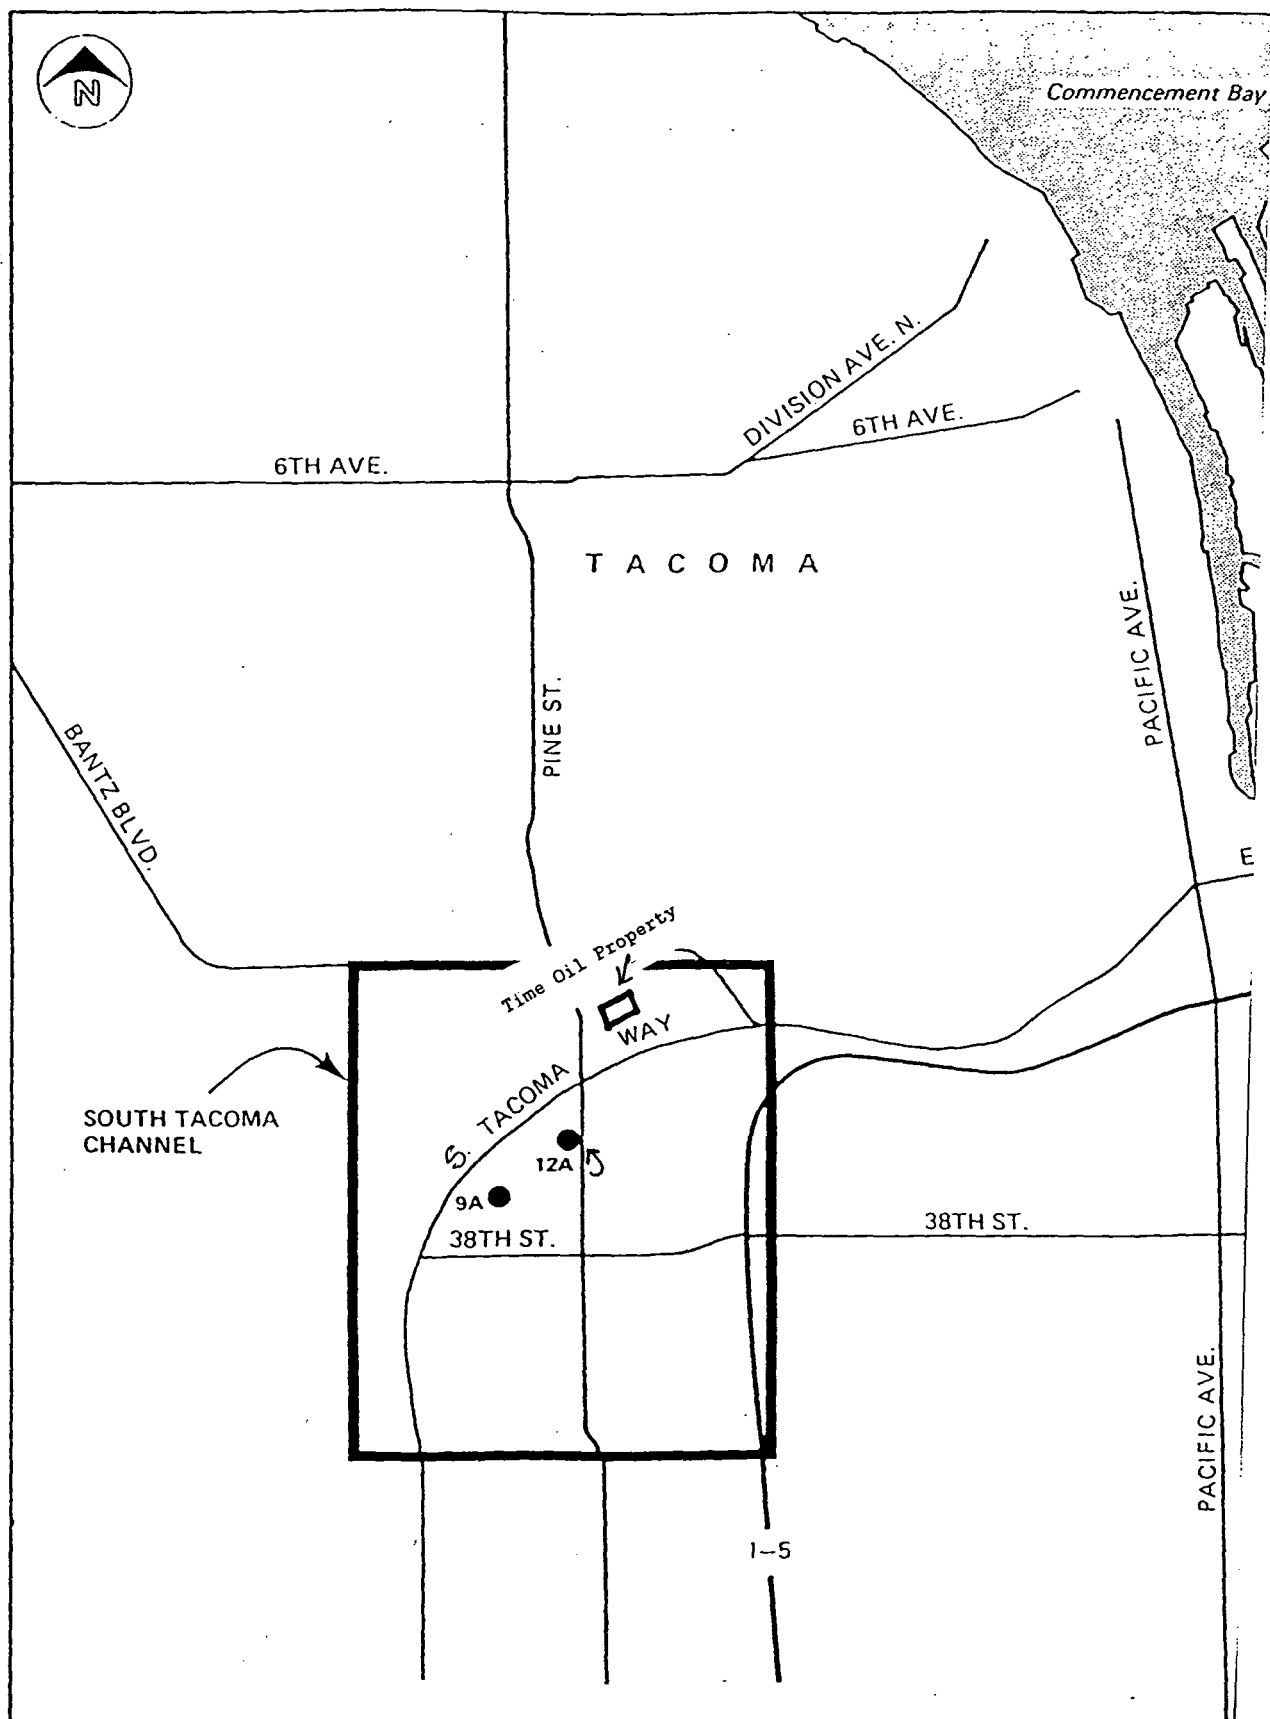 N
Commencement Bay
DIVISION AVE. N.
6TH AVE.
6TH AVE.
T A C O M A
PACIFIC AVE.
PINE ST.
BANTZ BLVD.
E
Time Oil Property
S. TACOMA WAY
SOUTH TACOMA
CHANNEL
12A
9A
38TH ST.
38TH ST.
PACIFIC AVE.
I-5